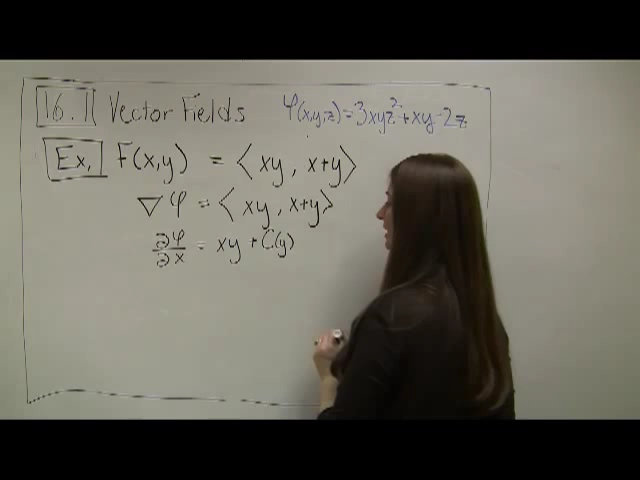 16.1 Vector Fields φ(x,y,z)=3xyz²+xy-2z
Ex. F(x,y) = ⟨xy, x+y⟩
∇φ = ⟨xy, x+y⟩
∂φ/∂x = xy + C(y)